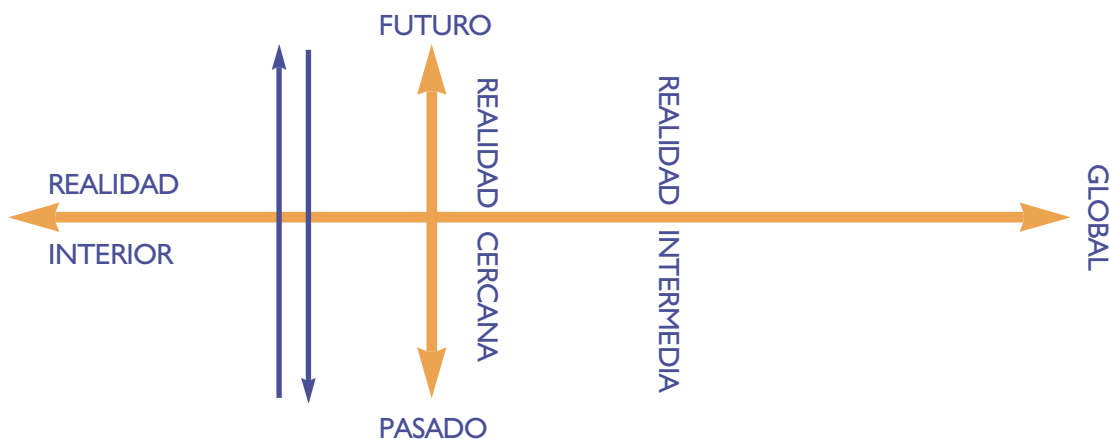 FUTURO
REALIDAD
INTERIOR
REALIDAD CERCANA
REALIDAD INTERMEDIA
GLOBAL
PASADO